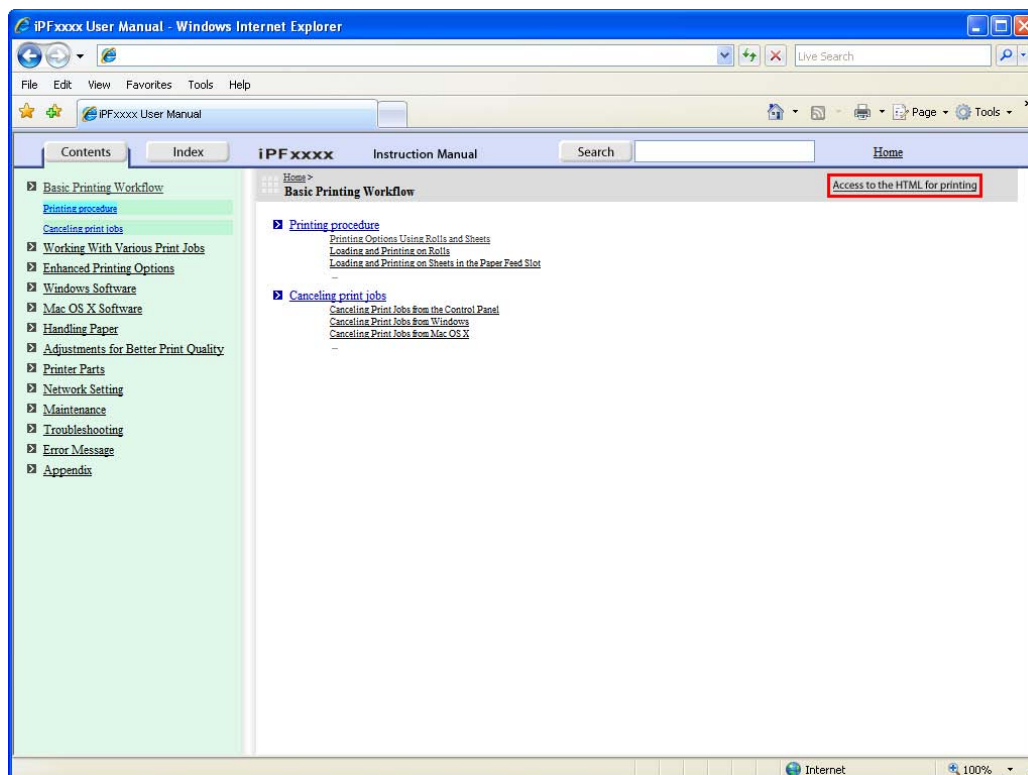 iPFxxxx User Manual - Windows Internet Explorer
Live Search
File Edit View Favorites Tools Help
iPFxxxx User Manual
Page Tools
Contents Index iPFxxxx Instruction Manual Search Home
Home >
Basic Printing Workflow
Access to the HTML for printing
Basic Printing Workflow
Printing procedure
Canceling print jobs
Working With Various Print Jobs
Enhanced Printing Options
Windows Software
Mac OS X Software
Handling Paper
Adjustments for Better Print Quality
Printer Parts
Network Setting
Maintenance
Troubleshooting
Error Message
Appendix
Printing procedure
Printing Options Using Rolls and Sheets
Loading and Printing on Rolls
Loading and Printing on Sheets in the Paper Feed Slot
...
Canceling print jobs
Canceling Print Jobs from the Control Panel
Canceling Print Jobs from Windows
Canceling Print Jobs from Mac OS X
...
Internet 100%